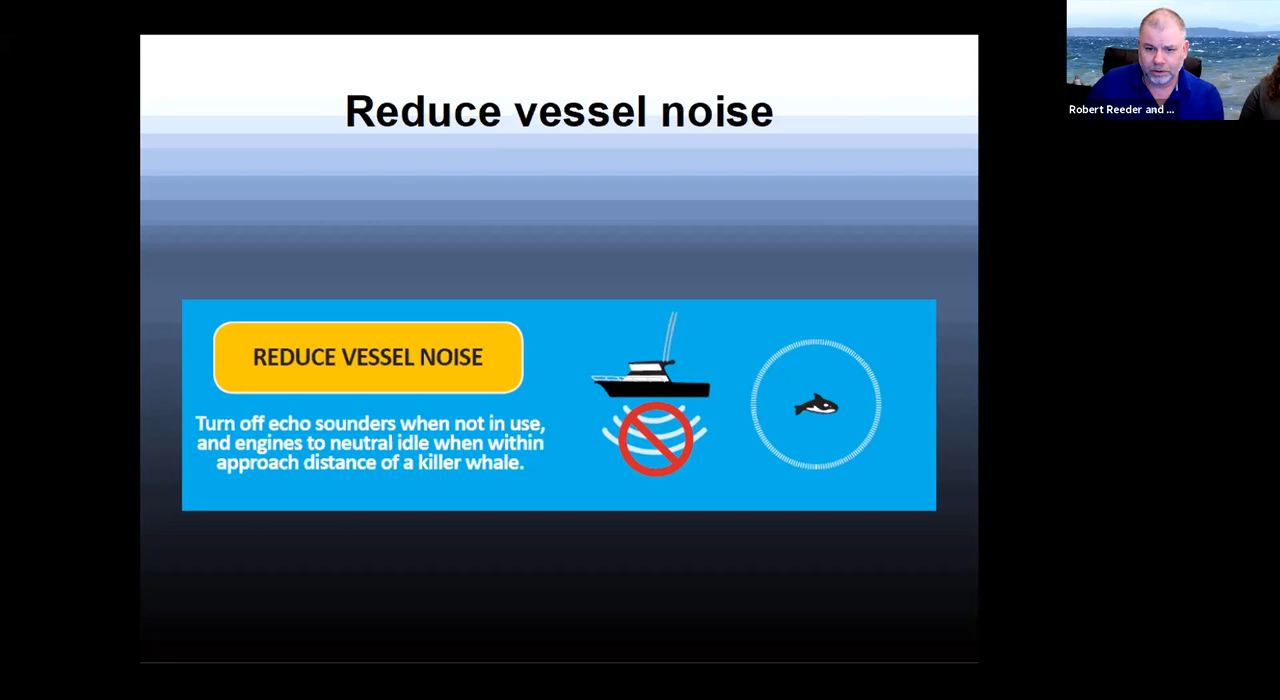 Reduce vessel noise
Robert Reeder and ...
REDUCE VESSEL NOISE
Turn off echo sounders when not in use,
and engines to neutral idle when within
approach distance of a killer whale.